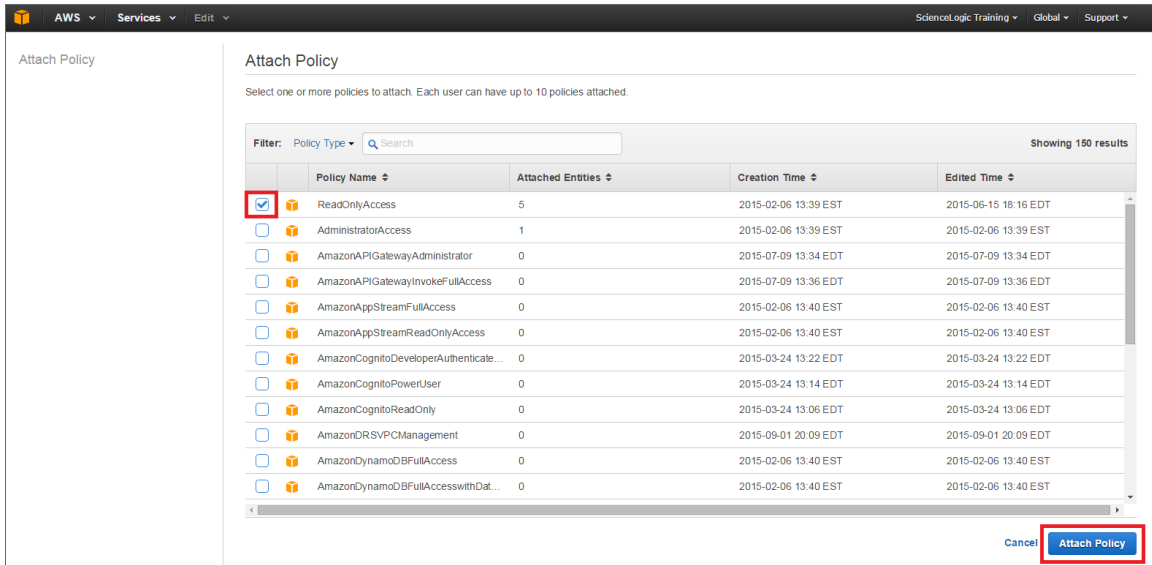 AWS Services Edit ScienceLogic Training Global Support
Attach Policy
Attach Policy
Select one or more policies to attach. Each user can have up to 10 policies attached.
Filter: Policy Type Search Showing 150 results
Policy Name Attached Entities Creation Time Edited Time
ReadOnlyAccess 5 2015-02-06 13:39 EST 2015-06-15 18:16 EDT
AdministratorAccess 1 2015-02-06 13:39 EST 2015-02-06 13:39 EST
AmazonAPIGatewayAdministrator 0 2015-07-09 13:34 EDT 2015-07-09 13:34 EDT
AmazonAPIGatewayInvokeFullAccess 0 2015-07-09 13:36 EDT 2015-07-09 13:36 EDT
AmazonAppStreamFullAccess 0 2015-02-06 13:40 EST 2015-02-06 13:40 EST
AmazonAppStreamReadOnlyAccess 0 2015-02-06 13:40 EST 2015-02-06 13:40 EST
AmazonCognitoDeveloperAuthenticate... 0 2015-03-24 13:22 EDT 2015-03-24 13:22 EDT
AmazonCognitoPowerUser 0 2015-03-24 13:14 EDT 2015-03-24 13:14 EDT
AmazonCognitoReadOnly 0 2015-03-24 13:06 EDT 2015-03-24 13:06 EDT
AmazonDRSVPCManagement 0 2015-09-01 20:09 EDT 2015-09-01 20:09 EDT
AmazonDynamoDBFullAccess 0 2015-02-06 13:40 EST 2015-02-06 13:40 EST
AmazonDynamoDBFullAccesswithDat... 0 2015-02-06 13:40 EST 2015-02-06 13:40 EST
Cancel Attach Policy